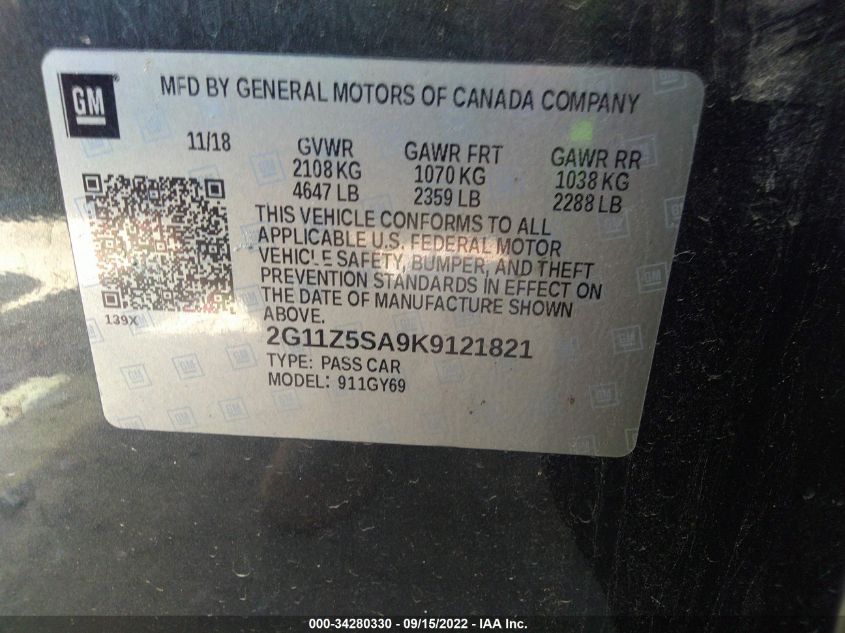 GM
MFD BY GENERAL MOTORS OF CANADA COMPANY
11/18
GVWR
2108 KG
4647 LB
GAWR FRT
1070 KG
2359 LB
GAWR RR
1038 KG
2288 LB
THIS VEHICLE CONFORMS TO ALL
APPLICABLE U.S. FEDERAL MOTOR
VEHICLE SAFETY, BUMPER, AND THEFT
PREVENTION STANDARDS IN EFFECT ON
THE DATE OF MANUFACTURE SHOWN
ABOVE.
139X
2G11Z5SA9K9121821
TYPE: PASS CAR
MODEL: 911GY69
000-34280330 - 09/15/2022 - IAA Inc.